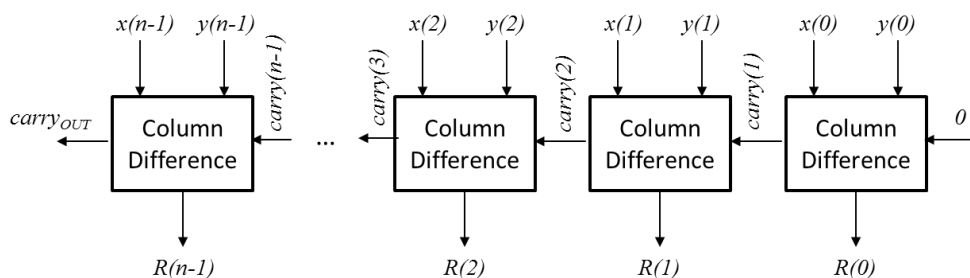 x(n-1) y(n-1) x(2) y(2) x(1) y(1) x(0) y(0)
carry(n-1)
carry(3)
carry(2)
carry(1)
carryOUT
Column
Difference
...
Column
Difference
Column
Difference
Column
Difference
0
R(n-1) R(2) R(1) R(0)